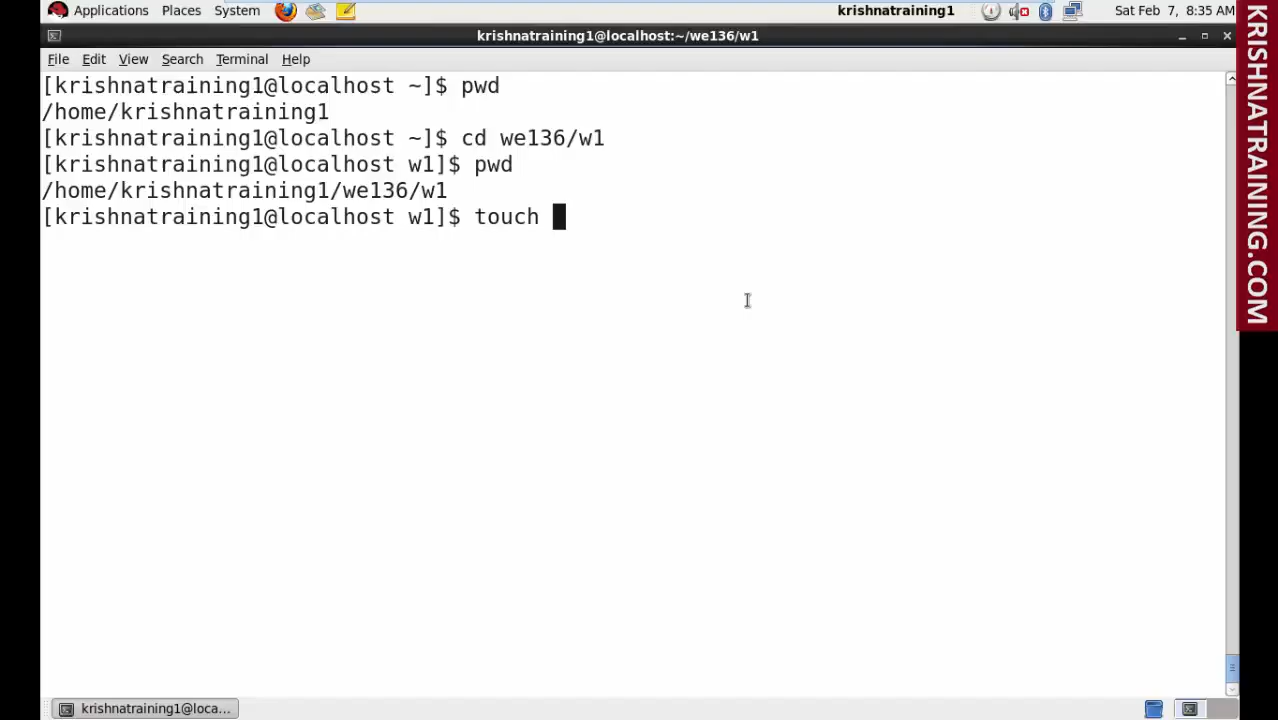 Applications Places System krishnatraining1 Sat Feb 7, 8:35 AM
krishnatraining1@localhost:~/we136/w1
File Edit View Search Terminal Help
[krishnatraining1@localhost ~]$ pwd
/home/krishnatraining1
[krishnatraining1@localhost ~]$ cd we136/w1
[krishnatraining1@localhost w1]$ pwd
/home/krishnatraining1/we136/w1
[krishnatraining1@localhost w1]$ touch
krishnatraining1@loca...
KRISHNATRAINING.COM